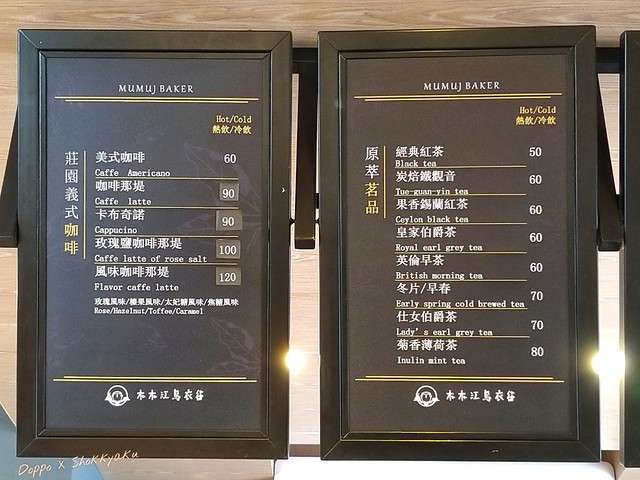 MUMUJ BAKER
Hot/Cold
熱飲/冷飲
莊園義式咖啡
美式咖啡 60
Caffe Americano
咖啡那堤 90
Caffe latte
卡布奇諾 90
Cappucino
玫瑰鹽咖啡那堤 100
Caffe latte of rose salt
風味咖啡那堤 120
Flavor caffe latte
玫瑰風味/榛果風味/太妃糖風味/焦糖風味
Rose/Hazelnut/Toffee/Caramel
木木江鳥衣谷
MUMUJ BAKER
Hot/Cold
熱飲/冷飲
原萃茗品
經典紅茶 50
Black tea
炭焙鐵觀音 60
Tue-guan-yin tea
果香錫蘭紅茶 60
Ceylon black tea
皇家伯爵茶 60
Royal earl grey tea
英倫早茶 60
British morning tea
冬片/早春 70
Early spring cold brewed tea
仕女伯爵茶 70
Lady's earl grey tea
菊香薄荷茶 80
Inulin mint tea
木木江鳥衣谷
Doppo x Shokkyaku